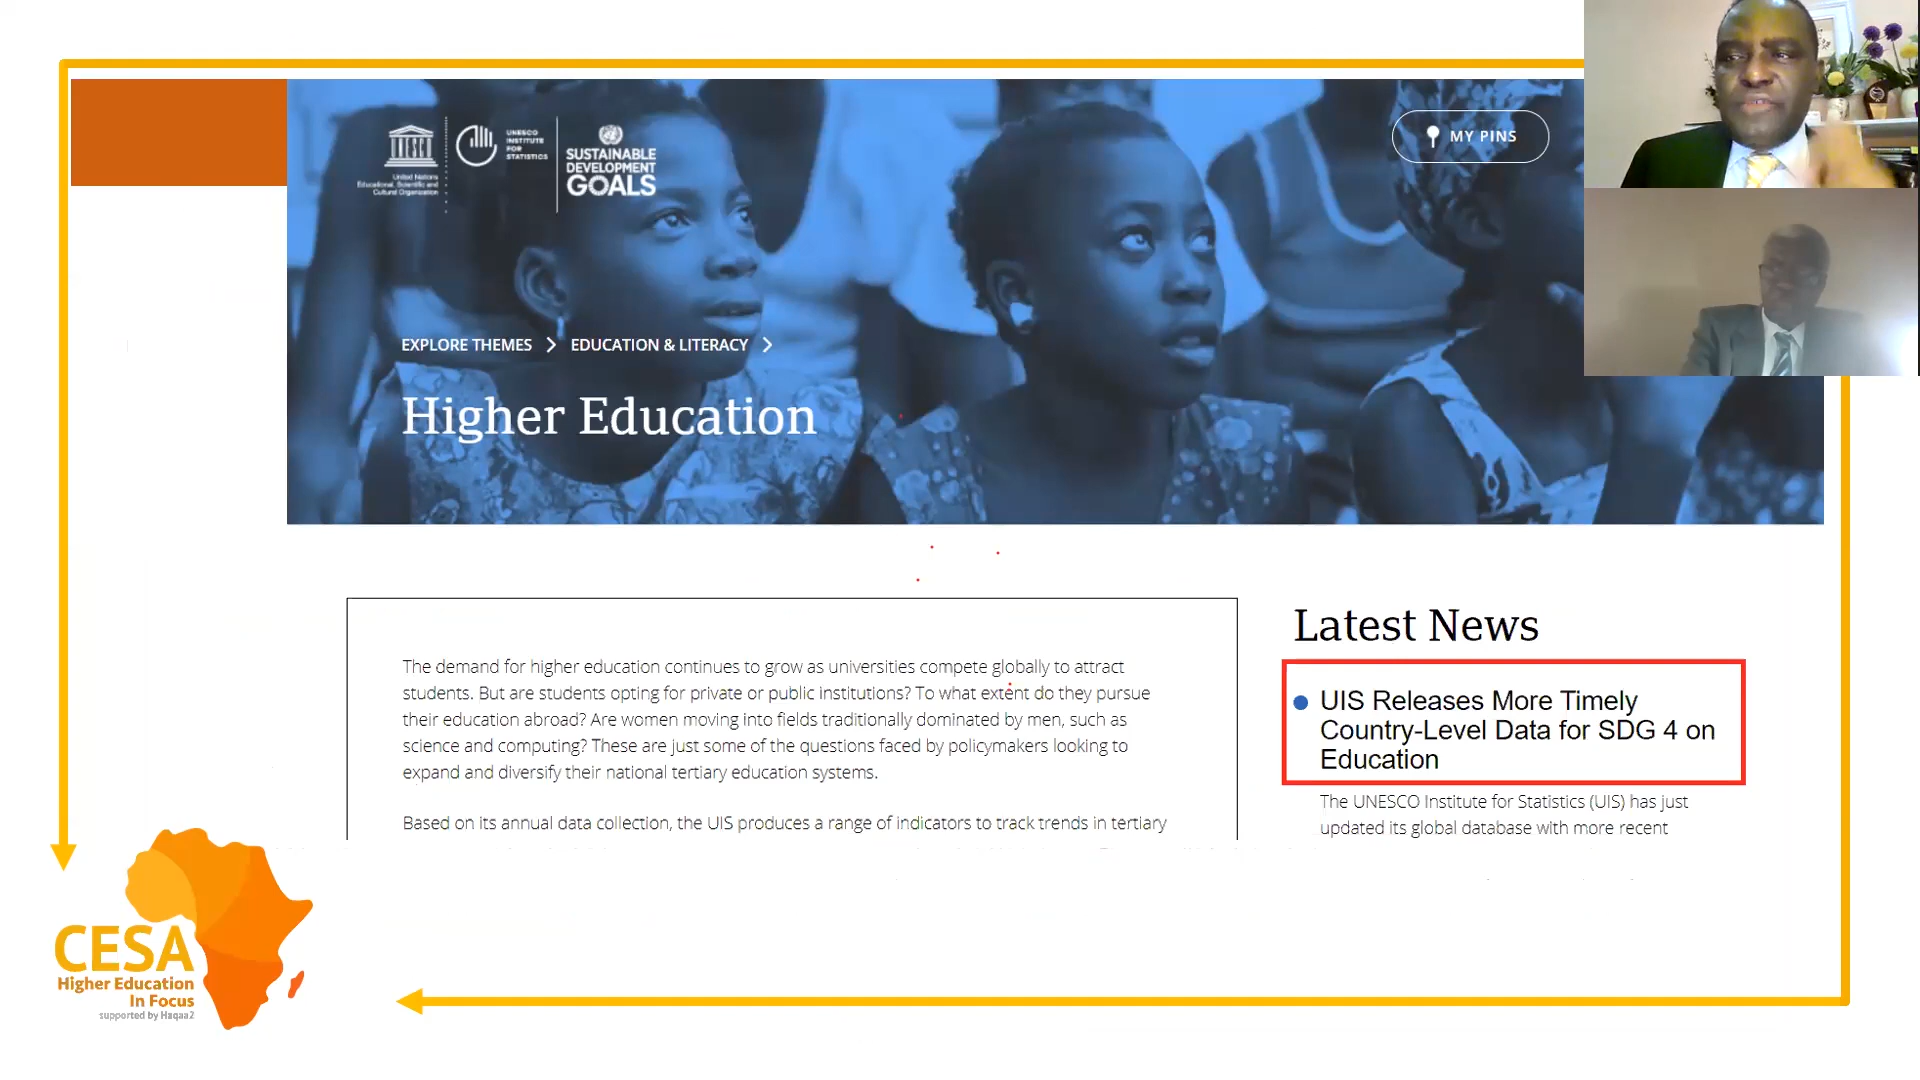 UNESCO
United Nations
Educational, Scientific and
Cultural Organization
UNESCO
INSTITUTE
FOR
STATISTICS
SUSTAINABLE
DEVELOPMENT
GOALS
MY PINS
EXPLORE THEMES
EDUCATION & LITERACY
Higher Education
The demand for higher education continues to grow as universities compete globally to attract
students. But are students opting for private or public institutions? To what extent do they pursue
their education abroad? Are women moving into fields traditionally dominated by men, such as
science and computing? These are just some of the questions faced by policymakers looking to
expand and diversify their national tertiary education systems.
Based on its annual data collection, the UIS produces a range of indicators to track trends in tertiary
Latest News
UIS Releases More Timely
Country-Level Data for SDG 4 on
Education
The UNESCO Institute for Statistics (UIS) has just
updated its global database with more recent
CESA
Higher Education
In Focus
supported by Haqaa2